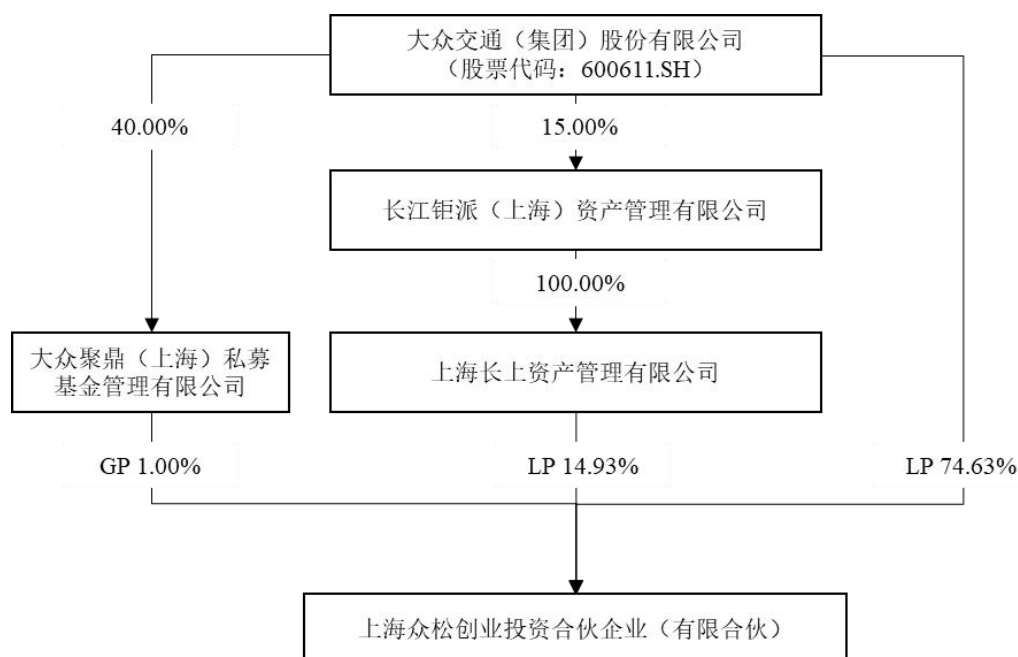 大众交通（集团）股份有限公司
（股票代码：600611.SH）
40.00%
15.00%
长江钜派（上海）资产管理有限公司
100.00%
大众聚鼎（上海）私募
基金管理有限公司
上海长上资产管理有限公司
GP 1.00%
LP 14.93%
LP 74.63%
上海众松创业投资合伙企业（有限合伙）